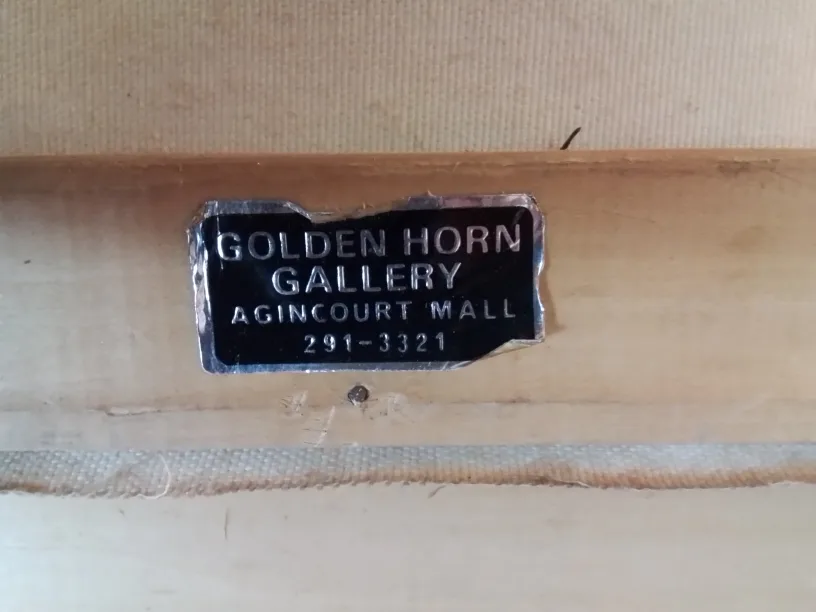 GOLDEN HORN
GALLERY
AGINCOURT MALL
291-3321